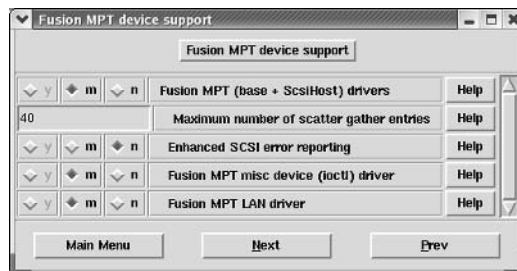 Fusion MPT device support
Fusion MPT device support
y m n Fusion MPT (base + ScsiHost) drivers Help
40 Maximum number of scatter gather entries Help
y m n Enhanced SCSI error reporting Help
y m n Fusion MPT misc device (ioctl) driver Help
y m n Fusion MPT LAN driver Help
Main Menu Next Prev